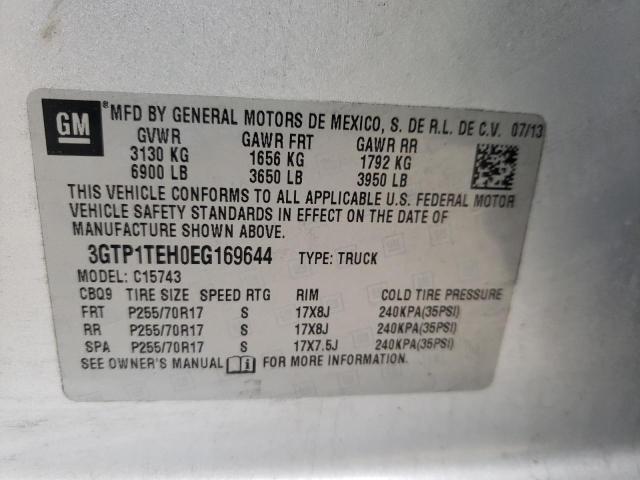 GM ® MFD BY GENERAL MOTORS DE MEXICO, S. DE R.L. DE C.V. 07/13
GVWR GAWR FRT GAWR RR
3130 KG 1656 KG 1792 KG
6900 LB 3650 LB 3950 LB
THIS VEHICLE CONFORMS TO ALL APPLICABLE U.S. FEDERAL MOTOR
VEHICLE SAFETY STANDARDS IN EFFECT ON THE DATE OF
MANUFACTURE SHOWN ABOVE.
3GTP1TEH0EG169644 TYPE: TRUCK
MODEL: C15743
CBQ9 TIRE SIZE SPEED RTG RIM COLD TIRE PRESSURE
FRT P255/70R17 S 17X8J 240KPA(35PSI)
RR P255/70R17 S 17X8J 240KPA(35PSI)
SPA P255/70R17 S 17X7.5J 240KPA(35PSI)
SEE OWNER'S MANUAL FOR MORE INFORMATION.